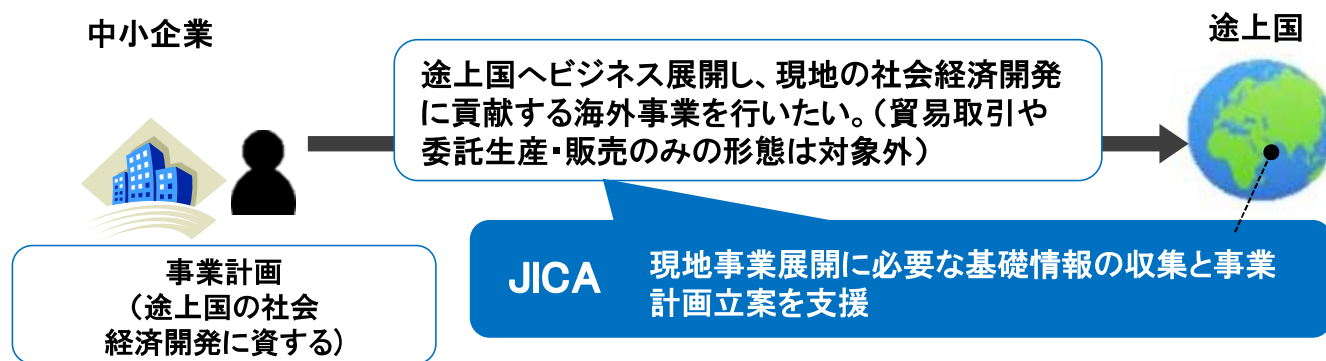 中小企業
途上国
途上国へビジネス展開し、現地の社会経済開発
に貢献する海外事業を行いたい。（貿易取引や
委託生産・販売のみの形態は対象外）
JICA
現地事業展開に必要な基礎情報の収集と事業
計画立案を支援
事業計画
（途上国の社会
経済開発に資する）